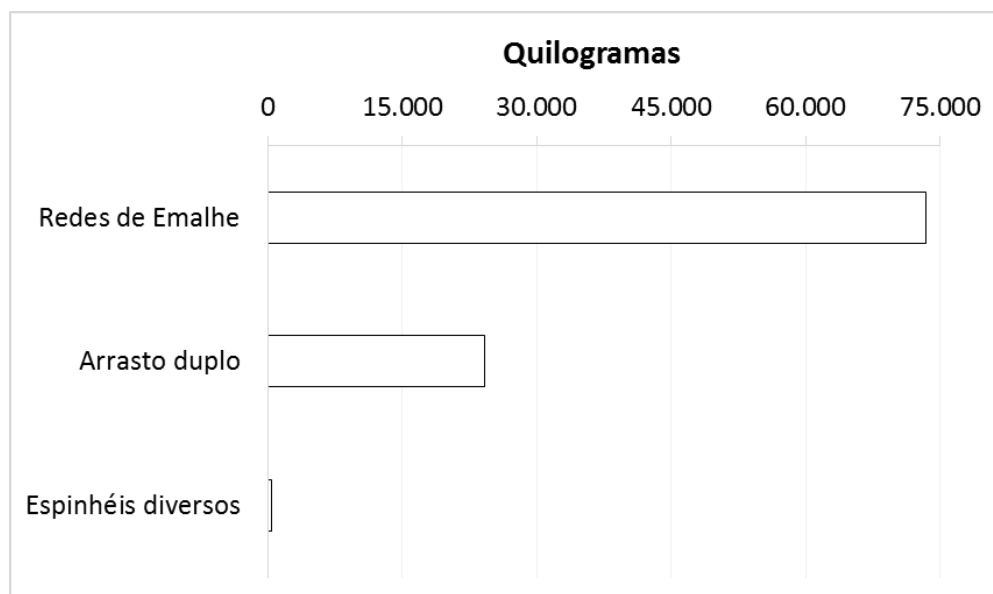 Quilogramas
0 15.000 30.000 45.000 60.000 75.000
Redes de Emalhe
Arrasto duplo
Espinhéis diversos